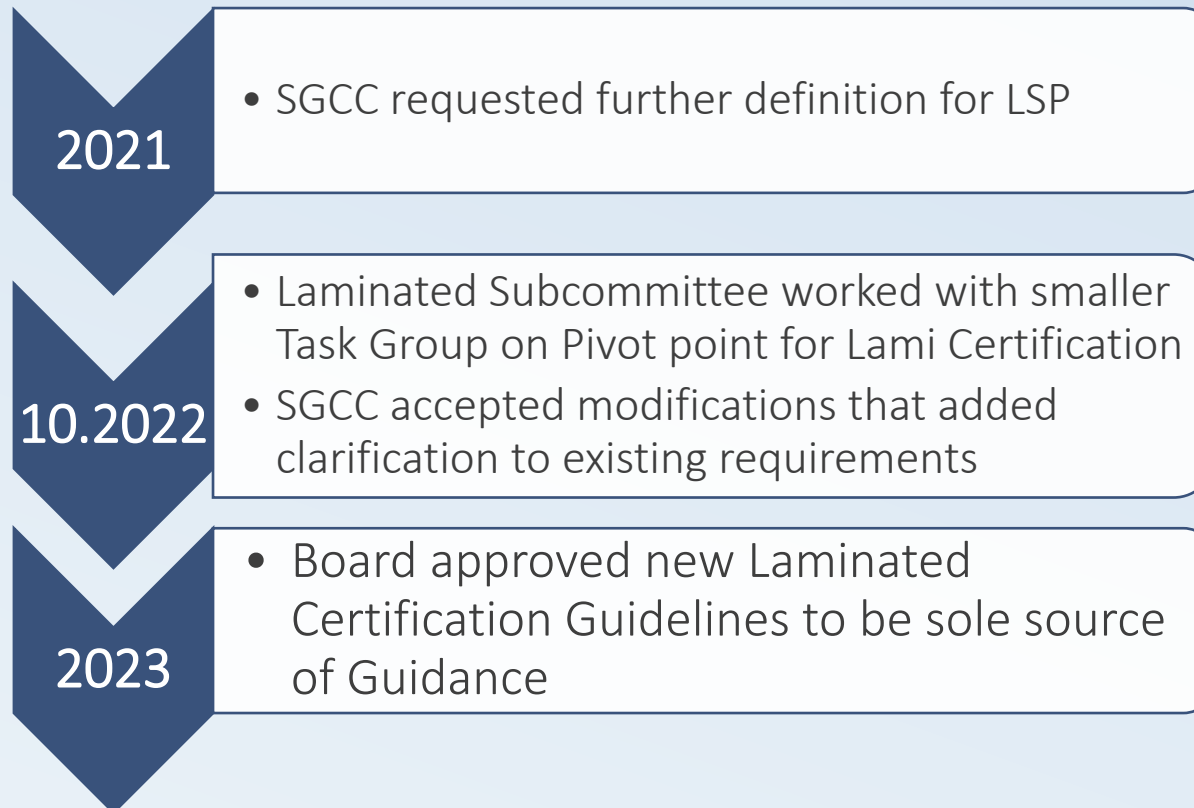 2021
• SGCC requested further definition for LSP
10.2022
• Laminated Subcommittee worked with smaller
Task Group on Pivot point for Lami Certification
• SGCC accepted modifications that added
clarification to existing requirements
2023
• Board approved new Laminated
Certification Guidelines to be sole source
of Guidance